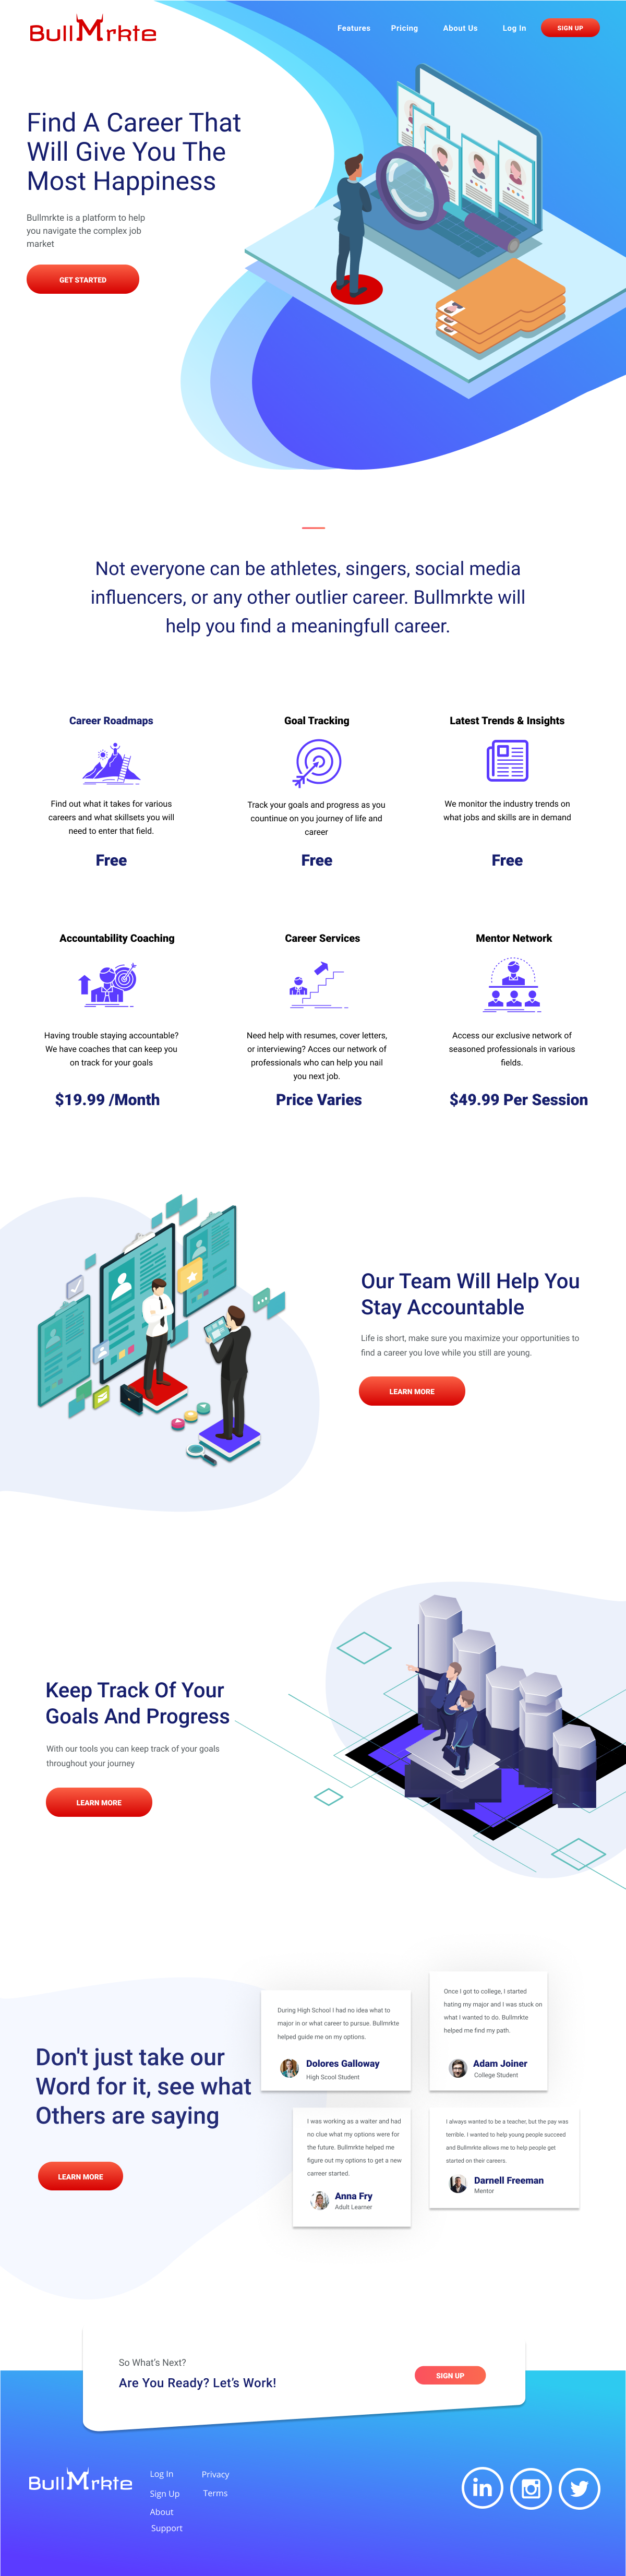 BullMrkte
Features Pricing About Us Log In SIGN UP
Find A Career That
Will Give You The
Most Happiness
Bullmrkte is a platform to help
you navigate the complex job
market
GET STARTED
Not everyone can be athletes, singers, social media
influencers, or any other outlier career. Bullmrkte will
help you find a meaningfull career.
Career Roadmaps
Find out what it takes for various
careers and what skillsets you will
need to enter that field.
Free
Goal Tracking
Track your goals and progress as you
countinue on you journey of life and
career
Free
Latest Trends & Insights
We monitor the industry trends on
what jobs and skills are in demand
Free
Accountability Coaching
Having trouble staying accountable?
We have coaches that can keep you
on track for your goals
$19.99 /Month
Career Services
Need help with resumes, cover letters,
or interviewing? Acces our network of
professionals who can help you nail
you next job.
Price Varies
Mentor Network
Access our exclusive network of
seasoned professionals in various
fields.
$49.99 Per Session
Our Team Will Help You
Stay Accountable
Life is short, make sure you maximize your opportunities to
find a career you love while you still are young.
LEARN MORE
Keep Track Of Your
Goals And Progress
With our tools you can keep track of your goals
throughout your journey
LEARN MORE
Don't just take our
Word for it, see what
Others are saying
LEARN MORE
During High School I had no idea what to
major in or what career to pursue. Bullmrkte
helped guide me on my options.
Dolores Galloway
High Scool Student
Once I got to college, I started
hating my major and I was stuck on
what I wanted to do. Bullmrkte
helped me find my path.
Adam Joiner
College Student
I was working as a waiter and had
no clue what my options were for
the future. Bullmrkte helped me
figure out my options to get a new
carreer started.
Anna Fry
Adult Learner
I always wanted to be a teacher, but the pay was
terrible. I wanted to help young people succeed
and Bullmrkte allows me to help people get
started on their careers.
Darnell Freeman
Mentor
So What's Next?
Are You Ready? Let's Work!
SIGN UP
BullMrkte
Log In
Sign Up
About
Support
Privacy
Terms
in